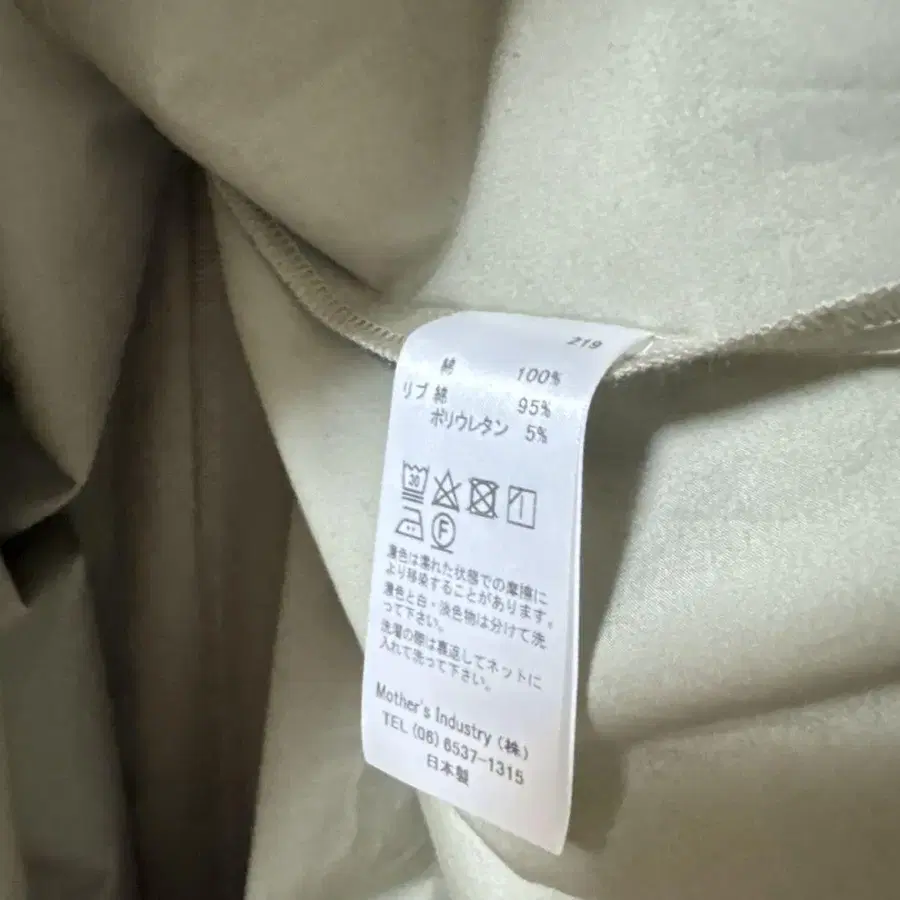 219
綿 100%
リブ 綿 95%
ポリウレタン 5%
30
F
濃色は濡れた状態での摩擦に
より移染することがあります。
濃色と白・淡色物は分けて洗
って下さい。
洗濯の際は裏返してネットに
入れて洗って下さい。
Mother's Industry (株)
TEL (06) 6537-1315
日本製